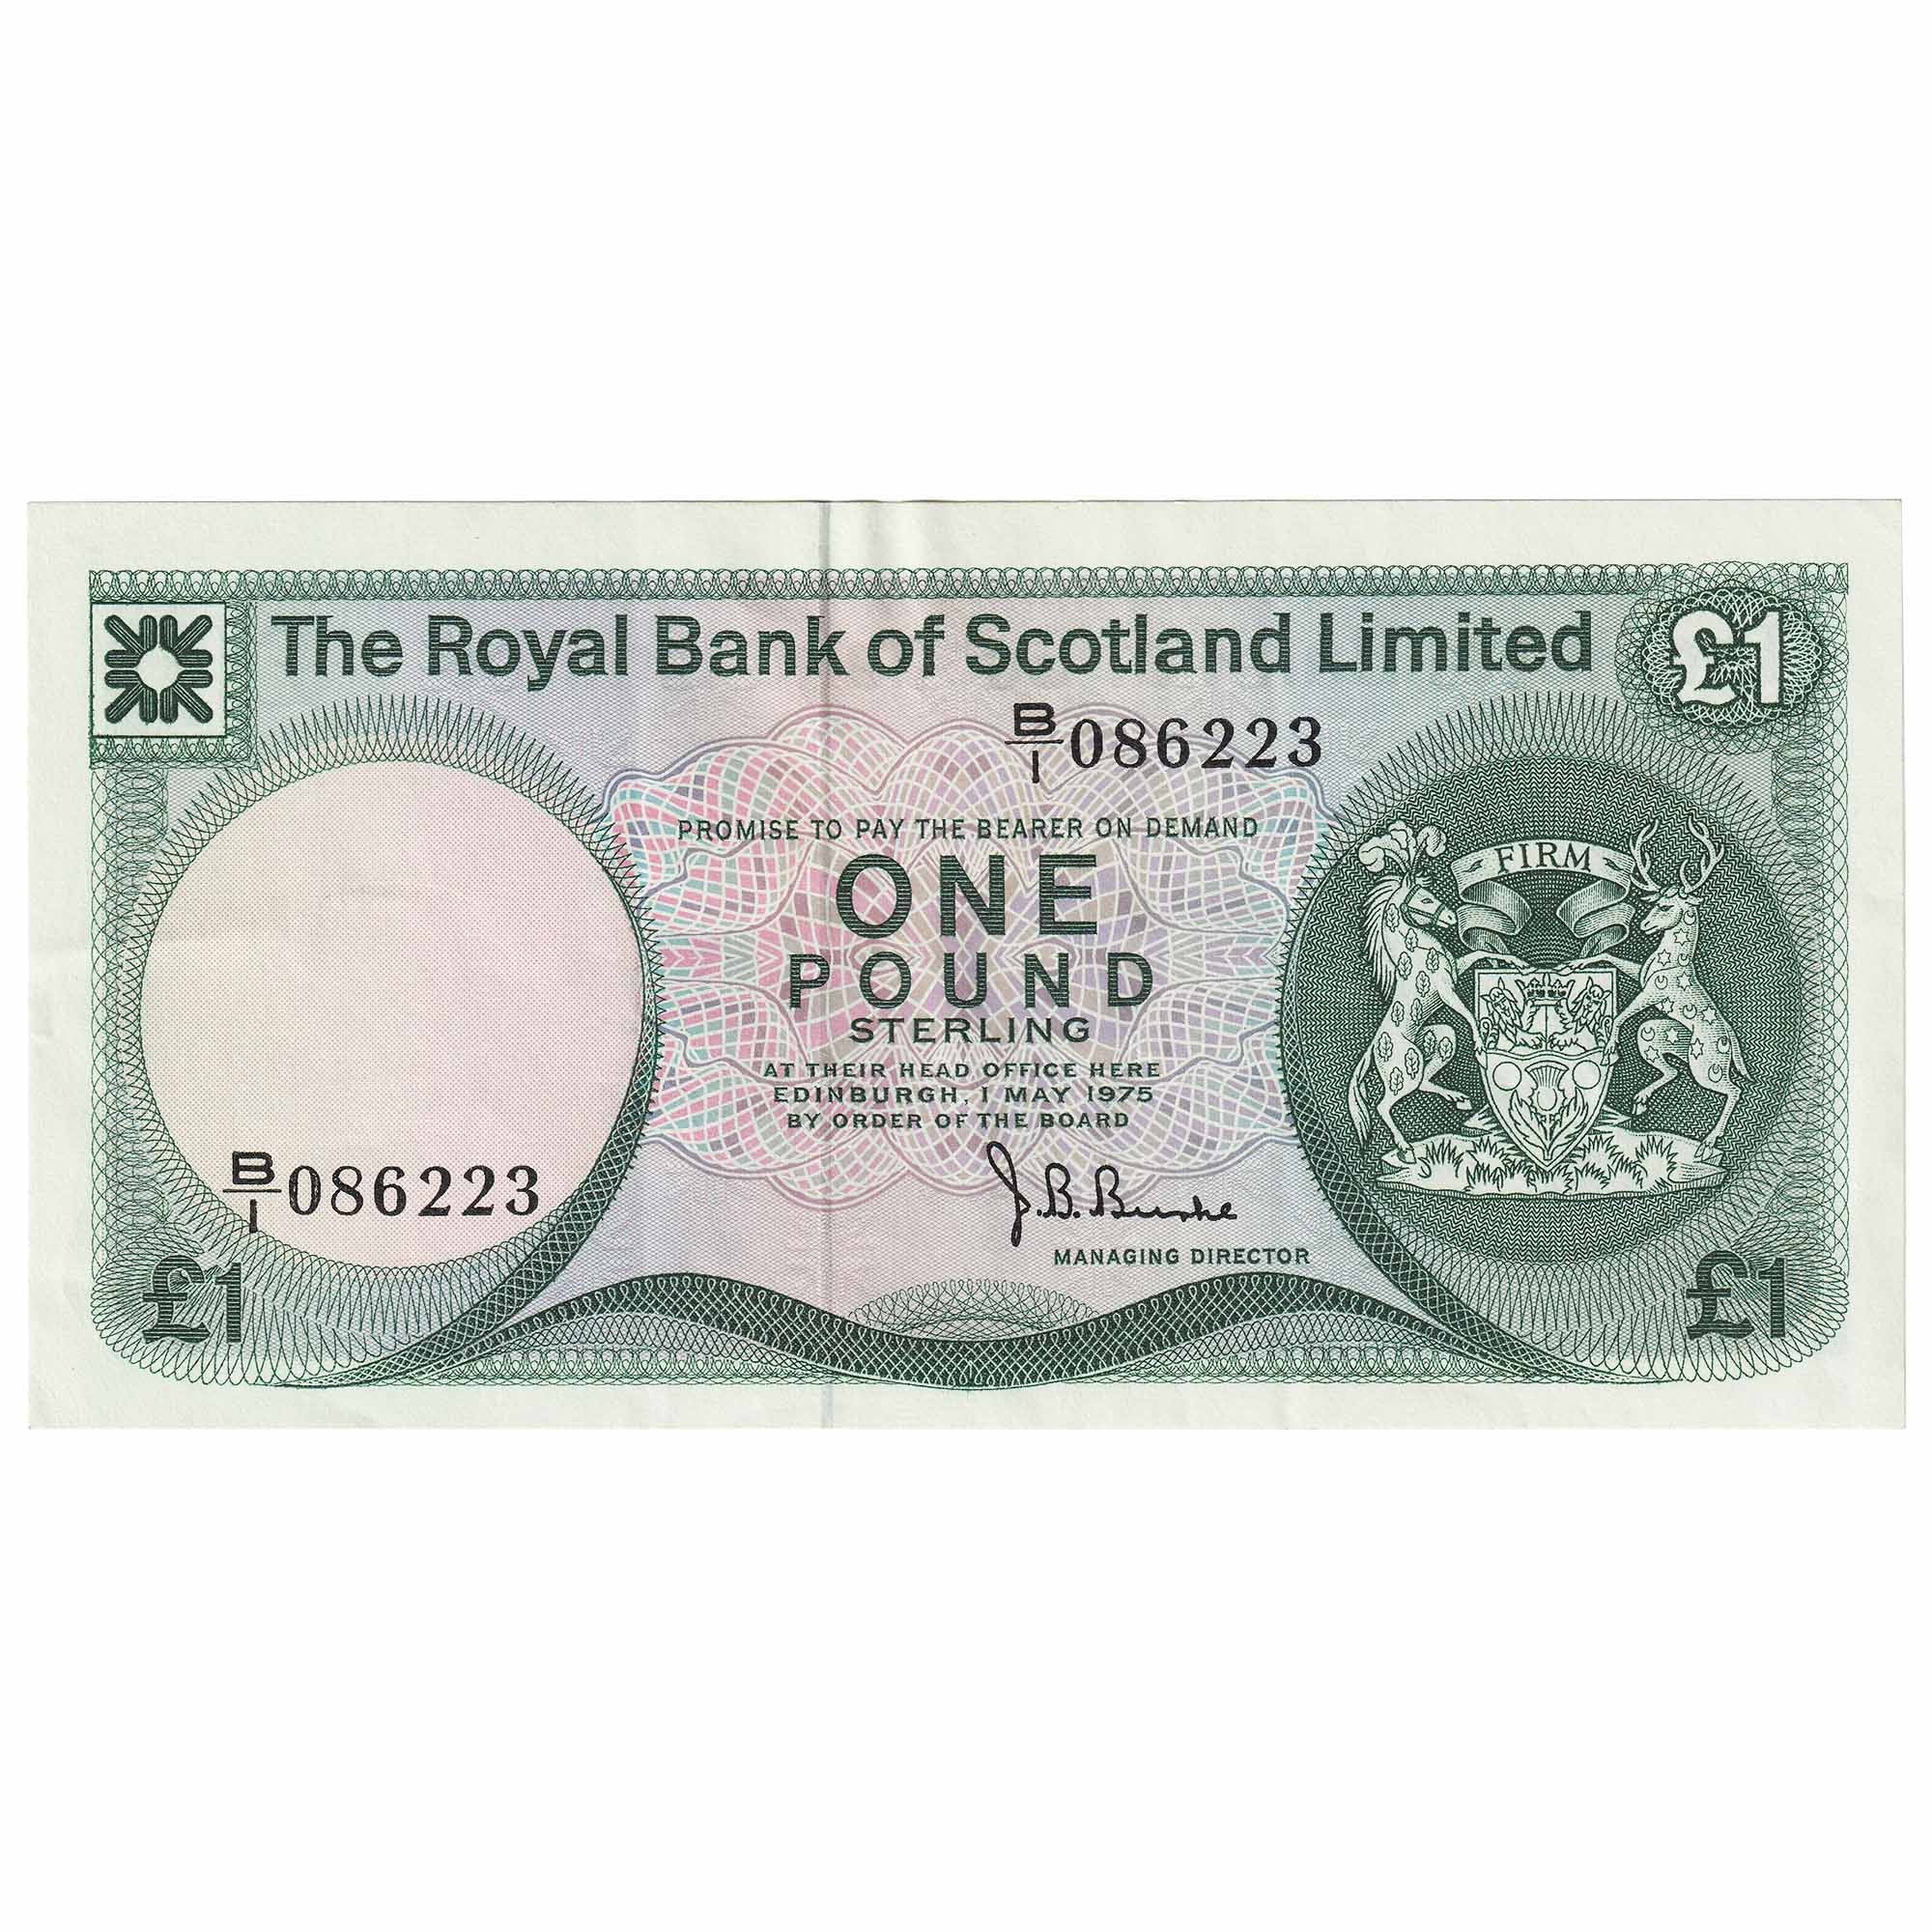 The Royal Bank of Scotland Limited
£1
B/1 086223
PROMISE TO PAY THE BEARER ON DEMAND
ONE
POUND
STERLING
AT THEIR HEAD OFFICE HERE
EDINBURGH, 1 MAY 1975
BY ORDER OF THE BOARD
J. B. Burke
MANAGING DIRECTOR
FIRM
B/1 086223
£1
£1